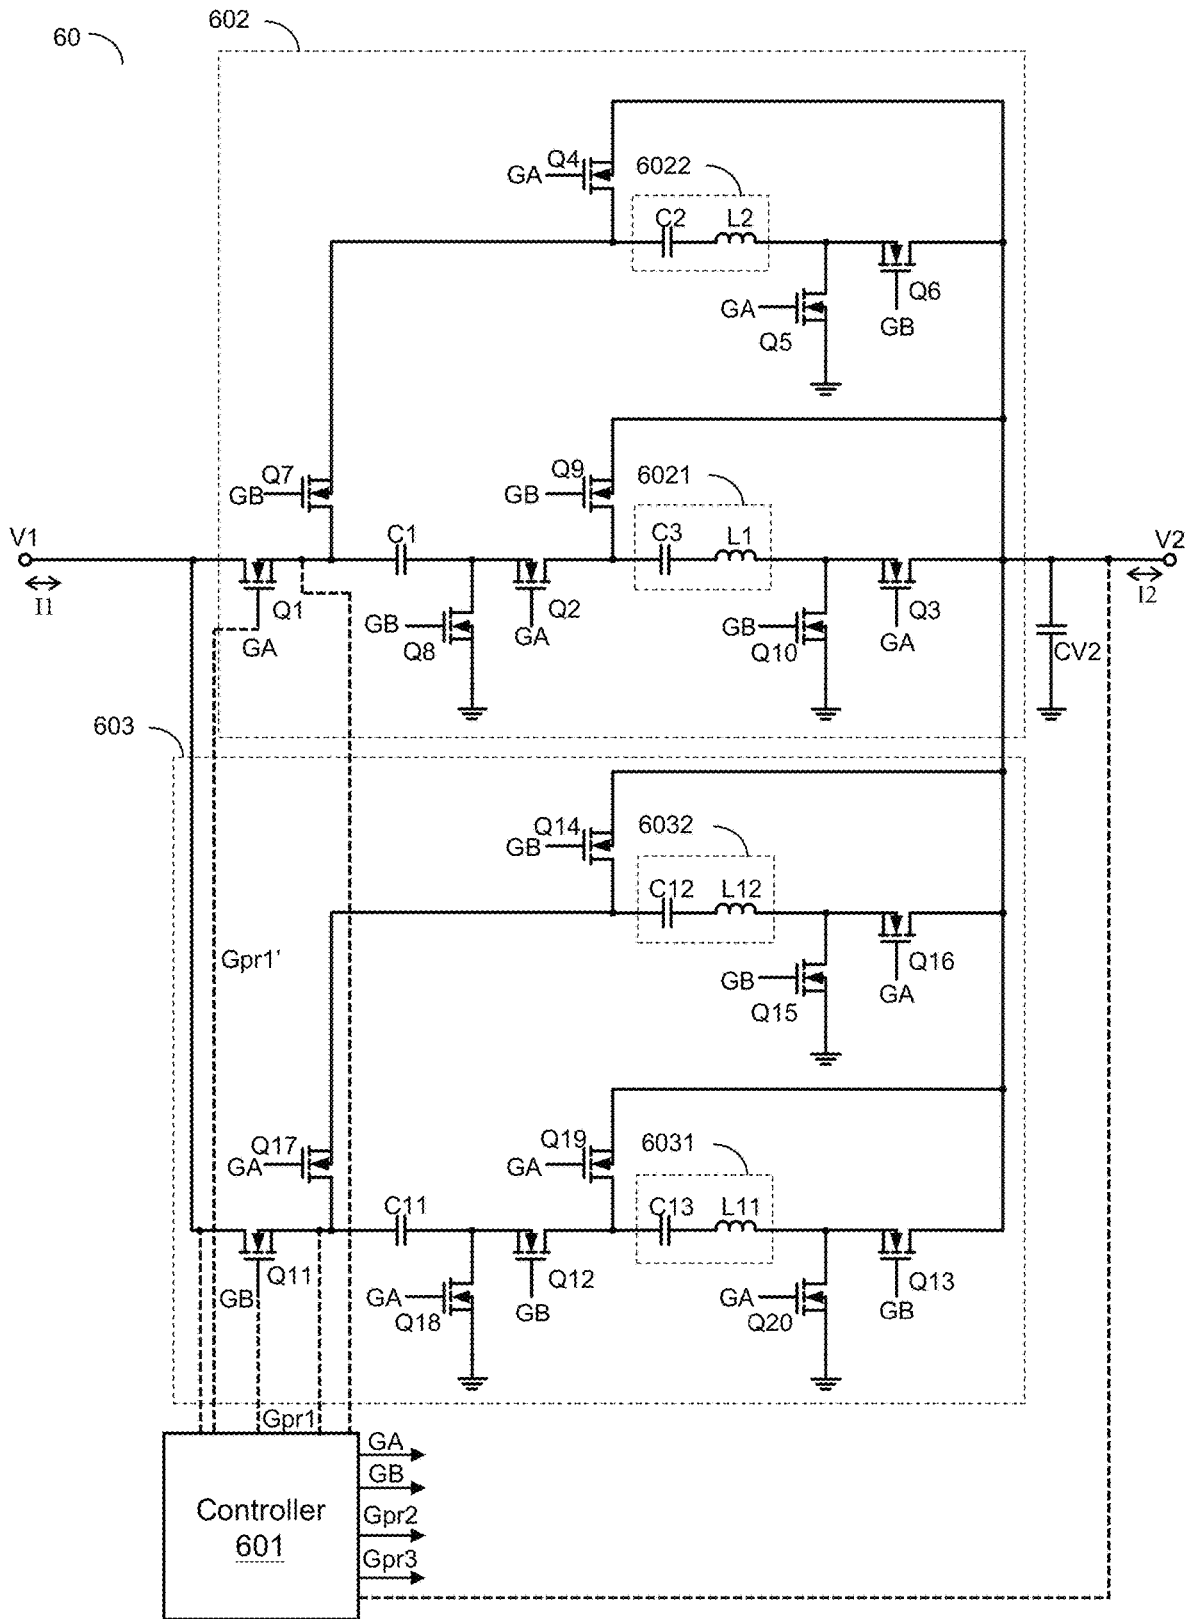 60
602
Q4
GA
6022
C2
L2
Q6
GB
GA
Q5
Q7
GB
Q9
GB
6021
V1
I1
Q1
GA
C1
GB
Q8
Q2
GA
C3
L1
GB
Q10
Q3
GA
V2
I2
CV2
603
Q14
GB
6032
C12
L12
Q16
GA
GB
Q15
Gpr1'
Q17
GA
Q19
GA
6031
C11
C13
L11
Q11
GB
GA
Q18
Q12
GB
GA
Q20
Q13
GB
Gpr1
GA
GB
Gpr2
Gpr3
Controller
601